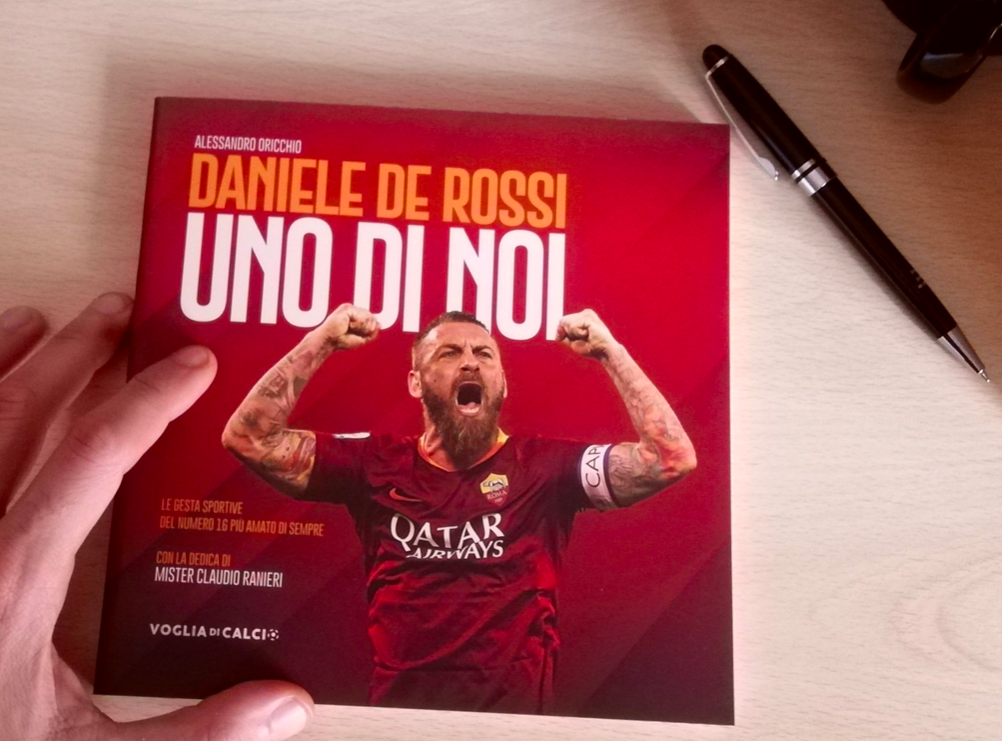 ALESSANDRO ORICCHIO
DANIELE DE ROSSI
UNO DI NOI
CAP
ROMA
QATAR
AIRWAYS
LE GESTA SPORTIVE
DEL NUMERO 16 PIÙ AMATO DI SEMPRE
CON LA DEDICA DI
MISTER CLAUDIO RANIERI
VOGLIA DI CALCIO